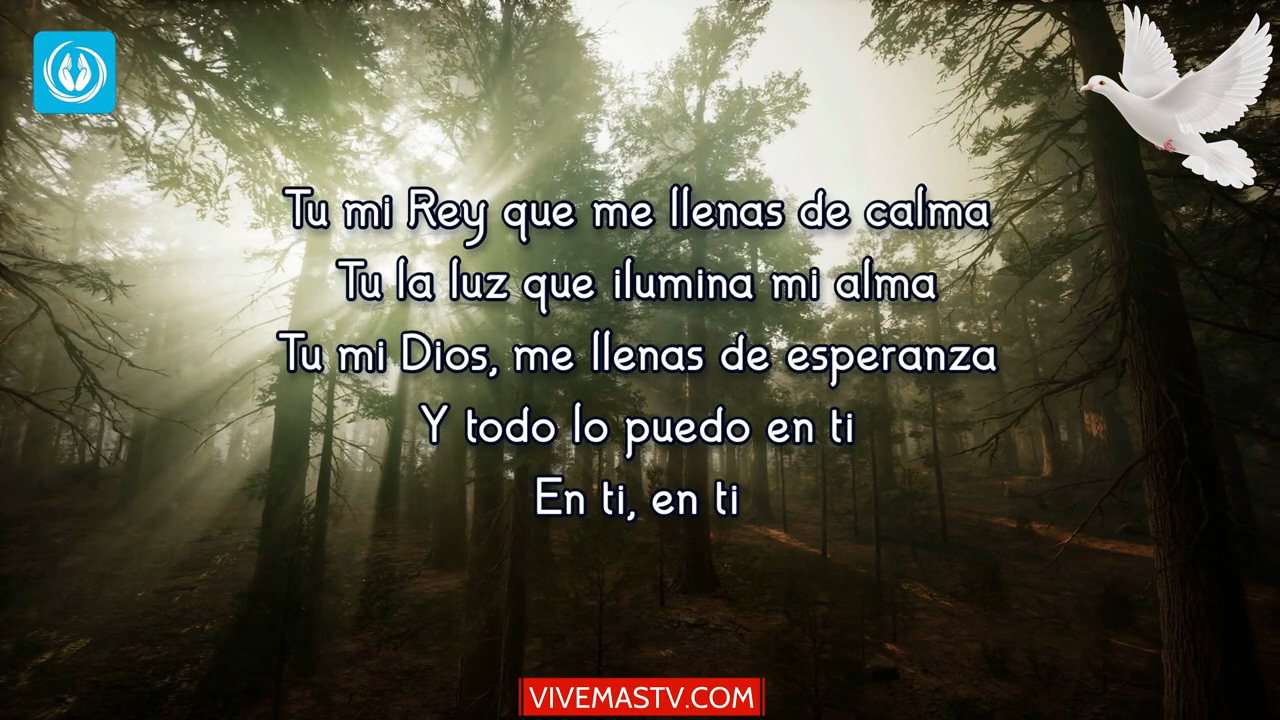 Tu mi Rey que me llenas de calma
Tu la luz que ilumina mi alma
Tu mi Dios, me llenas de esperanza
Y todo lo puedo en ti
En ti, en ti
VIVEMASTV.COM